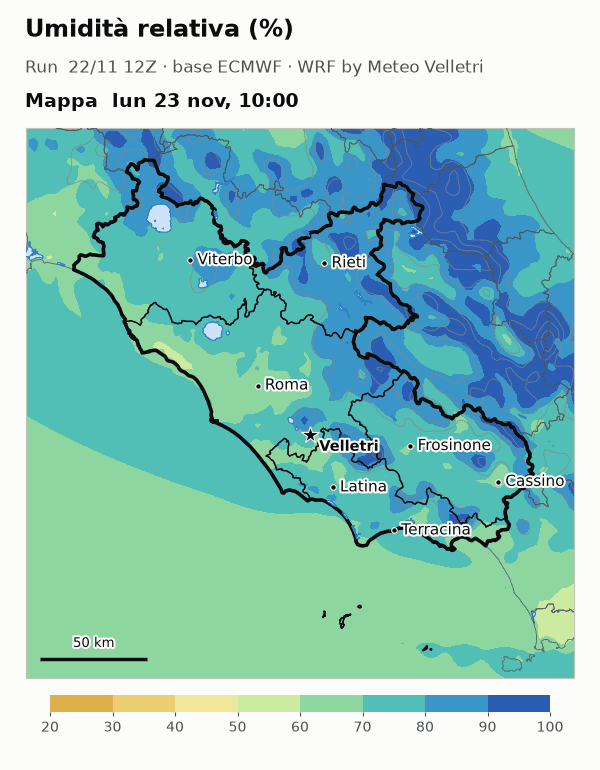 Umidità relativa (%)
Run  22/11 12Z · base ECMWF · WRF by Meteo Velletri
Mappa  lun 23 nov, 10:00
Viterbo
Rieti
Roma
Velletri
Frosinone
Latina
Cassino
Terracina
50 km
20 30 40 50 60 70 80 90 100